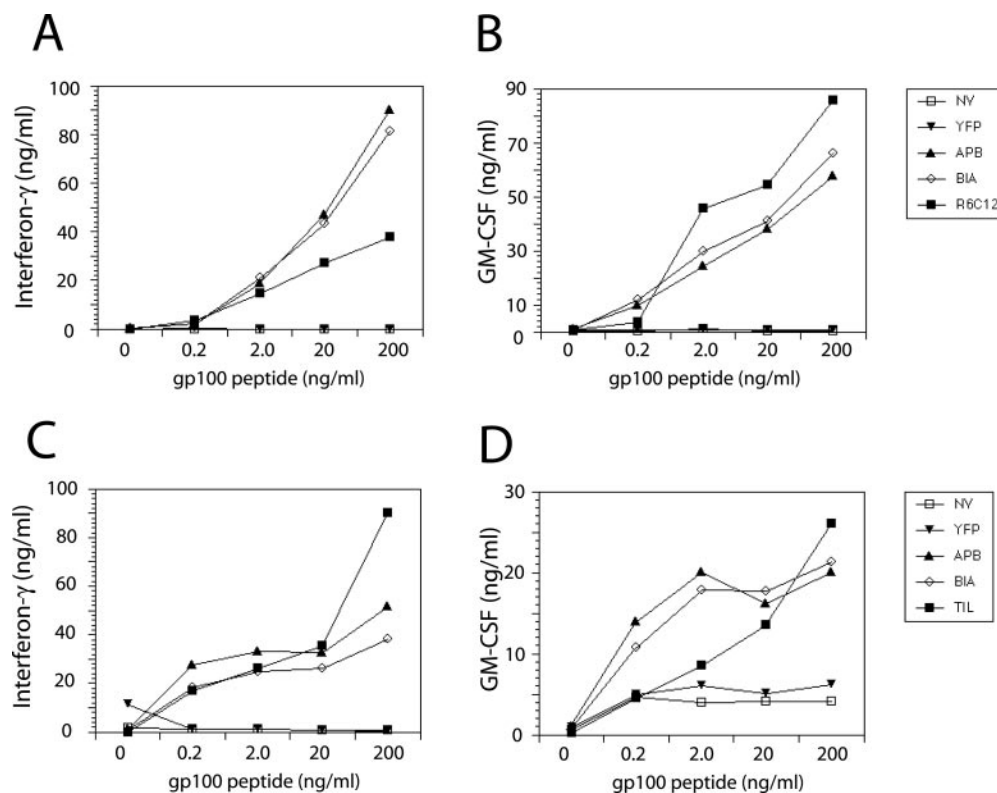 A
Interferon-γ (ng/ml)
100
80
60
40
20
0
0 0.2 2.0 20 200
gp100 peptide (ng/ml)
B
GM-CSF (ng/ml)
90
70
50
30
10
0
0 0.2 2.0 20 200
gp100 peptide (ng/ml)
NV
YFP
APB
BIA
R6C12
C
Interferon-γ (ng/ml)
100
80
60
40
20
0
0 0.2 2.0 20 200
gp100 peptide (ng/ml)
D
GM-CSF (ng/ml)
30
20
10
0
0 0.2 2.0 20 200
gp100 peptide (ng/ml)
NV
YFP
APB
BIA
TIL